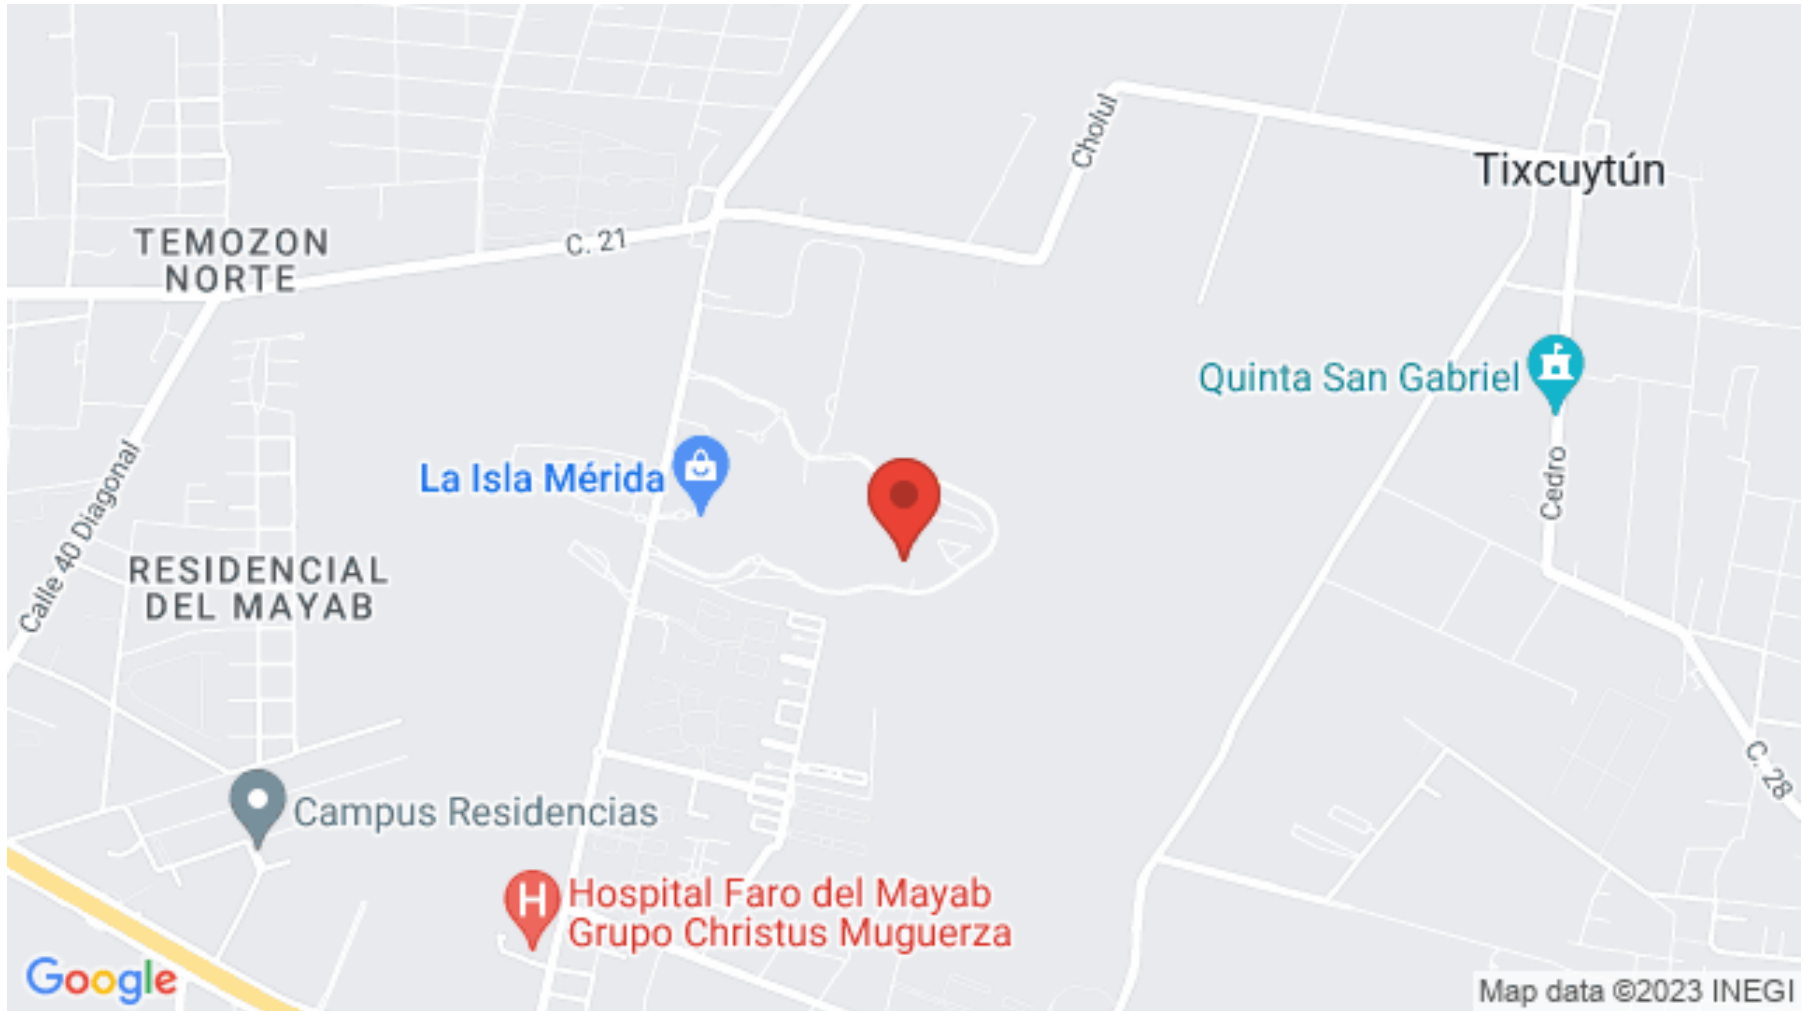 Cholul
Tixcuytún
TEMOZON
NORTE
C. 21
Quinta San Gabriel
La Isla Mérida
Cedro
Calle 40 Diagonal
RESIDENCIAL
DEL MAYAB
C. 28
Campus Residencias
H
Hospital Faro del Mayab
Grupo Christus Muguerza
Google
Map data ©2023 INEGI